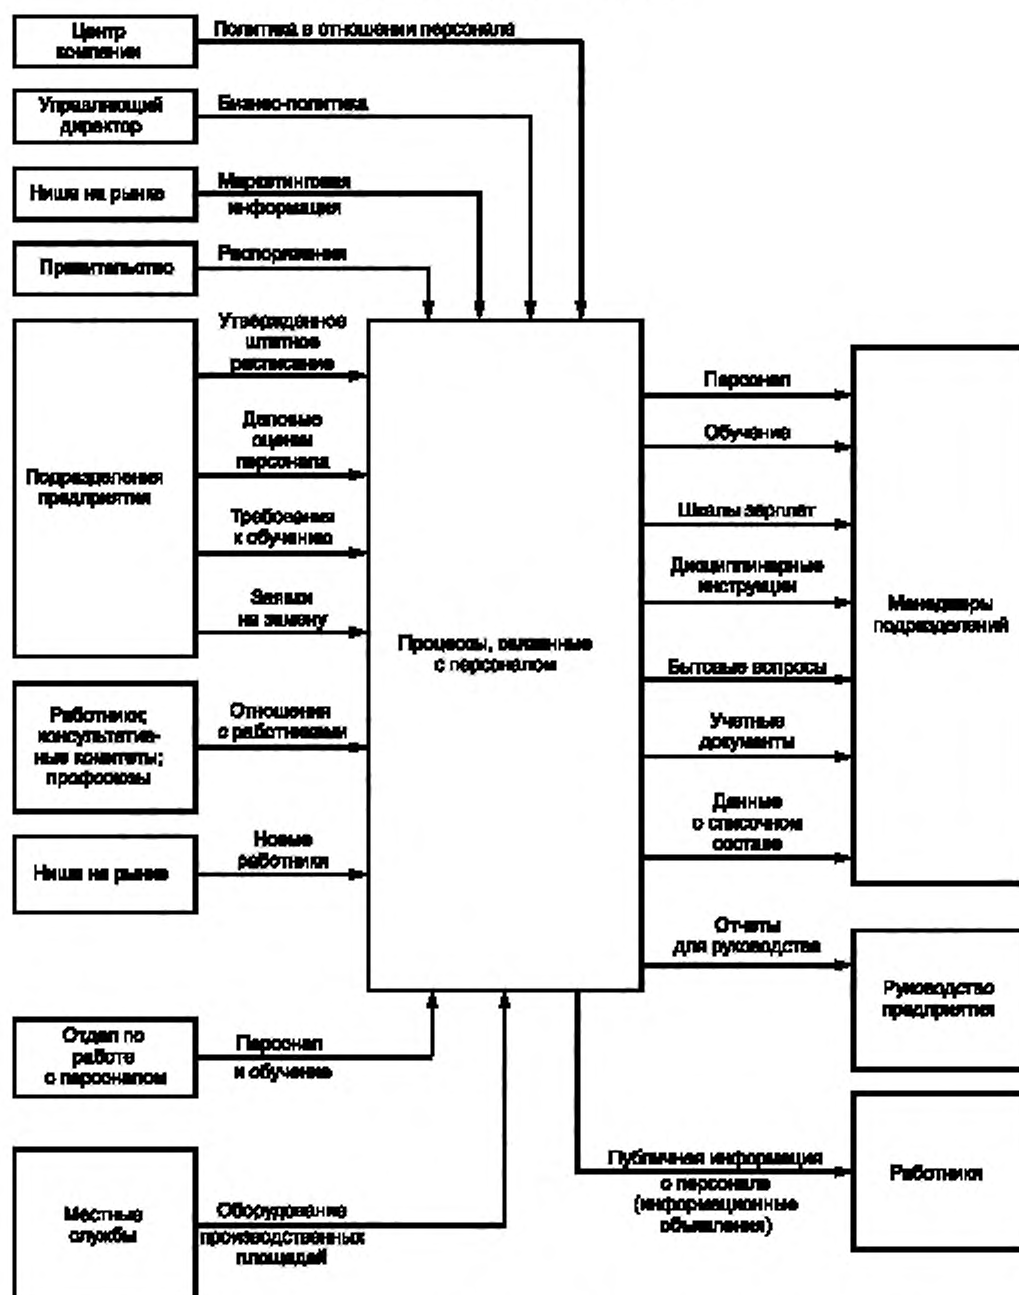 Центр
компании
Политика в отношении персонала
Управляющий
директор
Бизнес-политика
Ниша на рынке
Маркетинговая
информация
Правительство
Распоряжения
Подразделения
предприятия
Утвержденное
штатное
расписание
Деловые
оценки
персонала
Требования
к обучению
Заявки
на замену
Работники;
консультатив-
ные комитеты;
профсоюзы
Отношения
с работниками
Ниша на рынке
Новые
работники
Процессы, связанные
с персоналом
Персонал
Обучение
Шкалы зарплат
Дисциплинарные
инструкции
Бытовые вопросы
Учетные
документы
Данные
о списочном
составе
Менеджеры
подразделений
Отчеты
для руководства
Руководство
предприятия
Отдел по
работе
с персоналом
Персонал
и обучение
Местные
службы
Оборудование
производственных
площадей
Публичная информация
о персонале
(информационные
объявления)
Работники